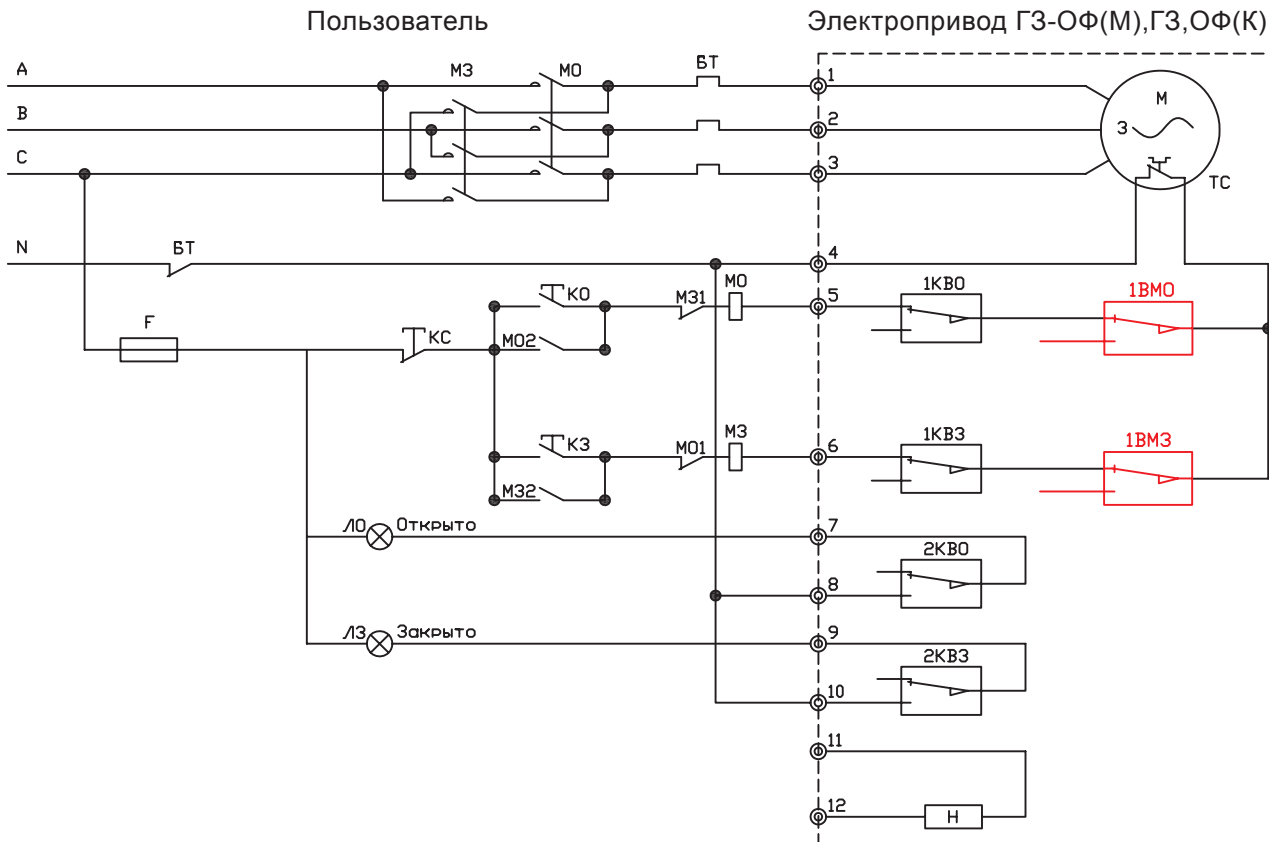 Пользователь
Электропривод ГЗ-ОФ(М),ГЗ,ОФ(К)
A
МЗ
МО
БТ
1
B
2
C
3
М
3
ТС
N
БТ
4
F
КС
КО
МО2
МЗ1
МО
5
1КВО
1ВМО
КЗ
МЗ2
МО1
МЗ
6
1КВЗ
1ВМЗ
ЛО
Открыто
7
2КВО
8
ЛЗ
Закрыто
9
2КВЗ
10
11
12
Н